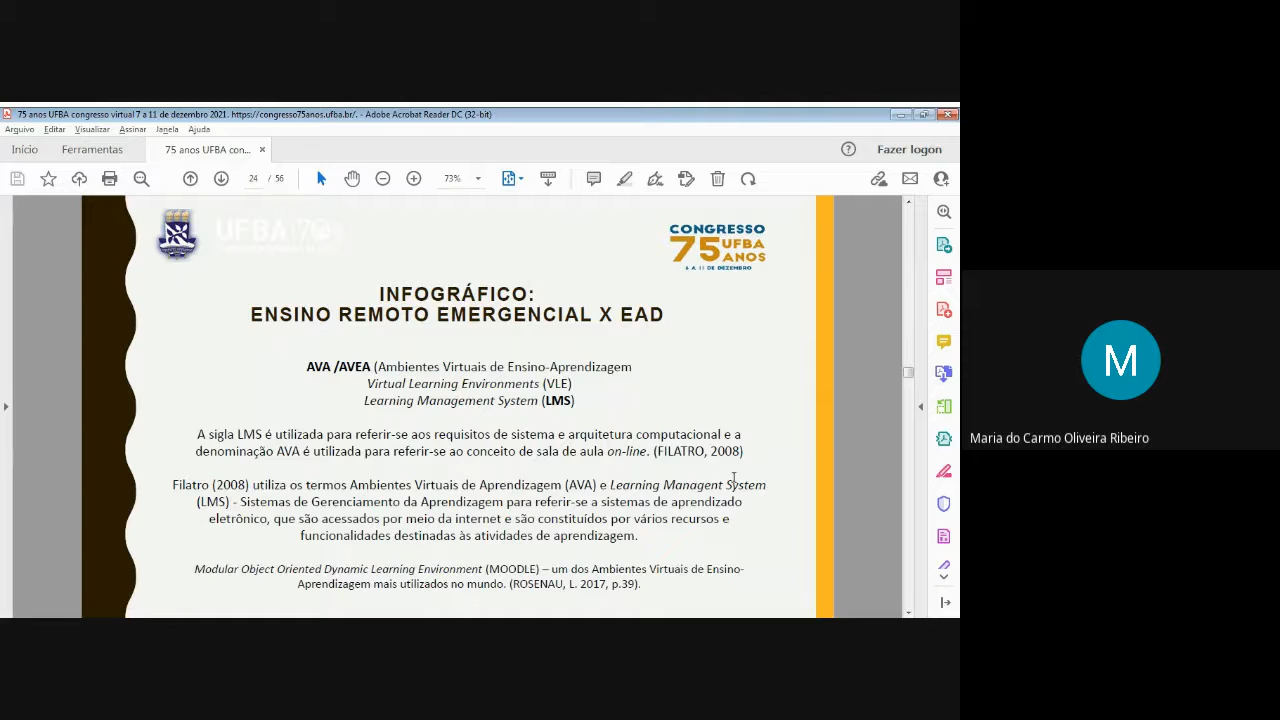 75 anos UFBA congresso virtual 7 a 11 de dezembro 2021. https://congresso75anos.ufba.br/. - Adobe Acrobat Reader DC (32-bit)
Arquivo Editar Visualizar Assinar Janela Ajuda
Início Ferramentas 75 anos UFBA con... × Fazer logon
24 / 56 73%
UFBA
CONGRESSO
75 UFBA
ANOS
6 A 11 DE DEZEMBRO
INFOGRÁFICO:
ENSINO REMOTO EMERGENCIAL X EAD
AVA /AVEA (Ambientes Virtuais de Ensino-Aprendizagem
Virtual Learning Environments (VLE)
Learning Management System (LMS)
A sigla LMS é utilizada para referir-se aos requisitos de sistema e arquitetura computacional e a
denominação AVA é utilizada para referir-se ao conceito de sala de aula on-line. (FILATRO, 2008)
Filatro (2008) utiliza os termos Ambientes Virtuais de Aprendizagem (AVA) e Learning Managent System
(LMS) - Sistemas de Gerenciamento da Aprendizagem para referir-se a sistemas de aprendizado
eletrônico, que são acessados por meio da internet e são constituídos por vários recursos e
funcionalidades destinadas às atividades de aprendizagem.
Modular Object Oriented Dynamic Learning Environment (MOODLE) – um dos Ambientes Virtuais de Ensino-
Aprendizagem mais utilizados no mundo. (ROSENAU, L. 2017, p.39).
M
Maria do Carmo Oliveira Ribeiro